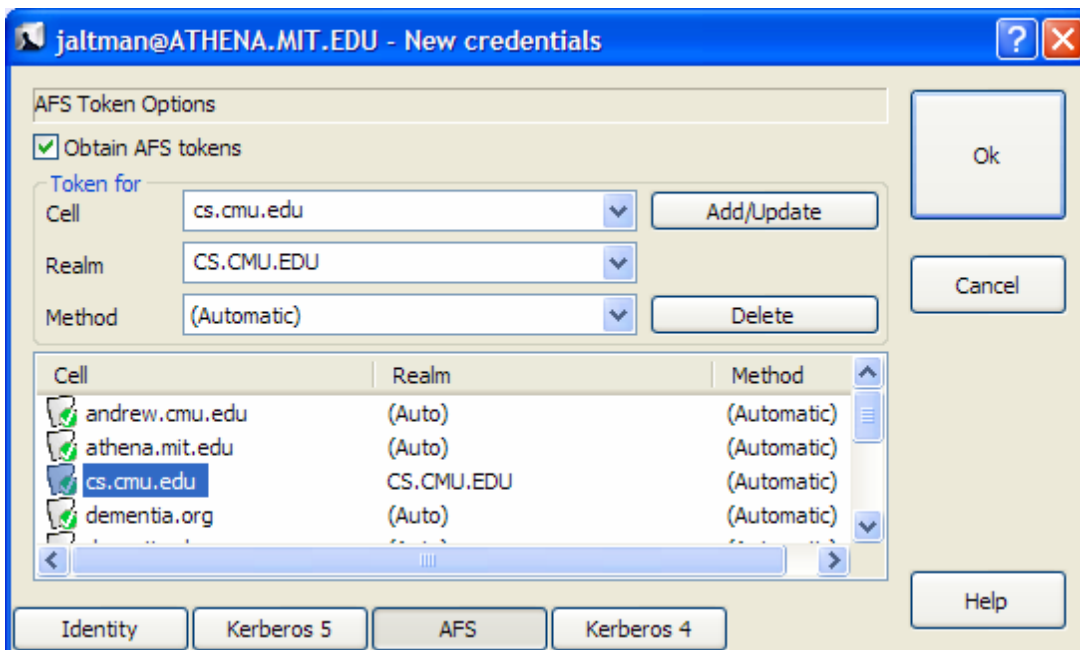 jaltman@ATHENA.MIT.EDU - New credentials
AFS Token Options
Obtain AFS tokens
Ok
Token for
Cell cs.cmu.edu Add/Update
Realm CS.CMU.EDU
Cancel
Method (Automatic) Delete
Cell Realm Method
andrew.cmu.edu (Auto) (Automatic)
athena.mit.edu (Auto) (Automatic)
cs.cmu.edu CS.CMU.EDU (Automatic)
dementia.org (Auto) (Automatic)
Help
Identity Kerberos 5 AFS Kerberos 4